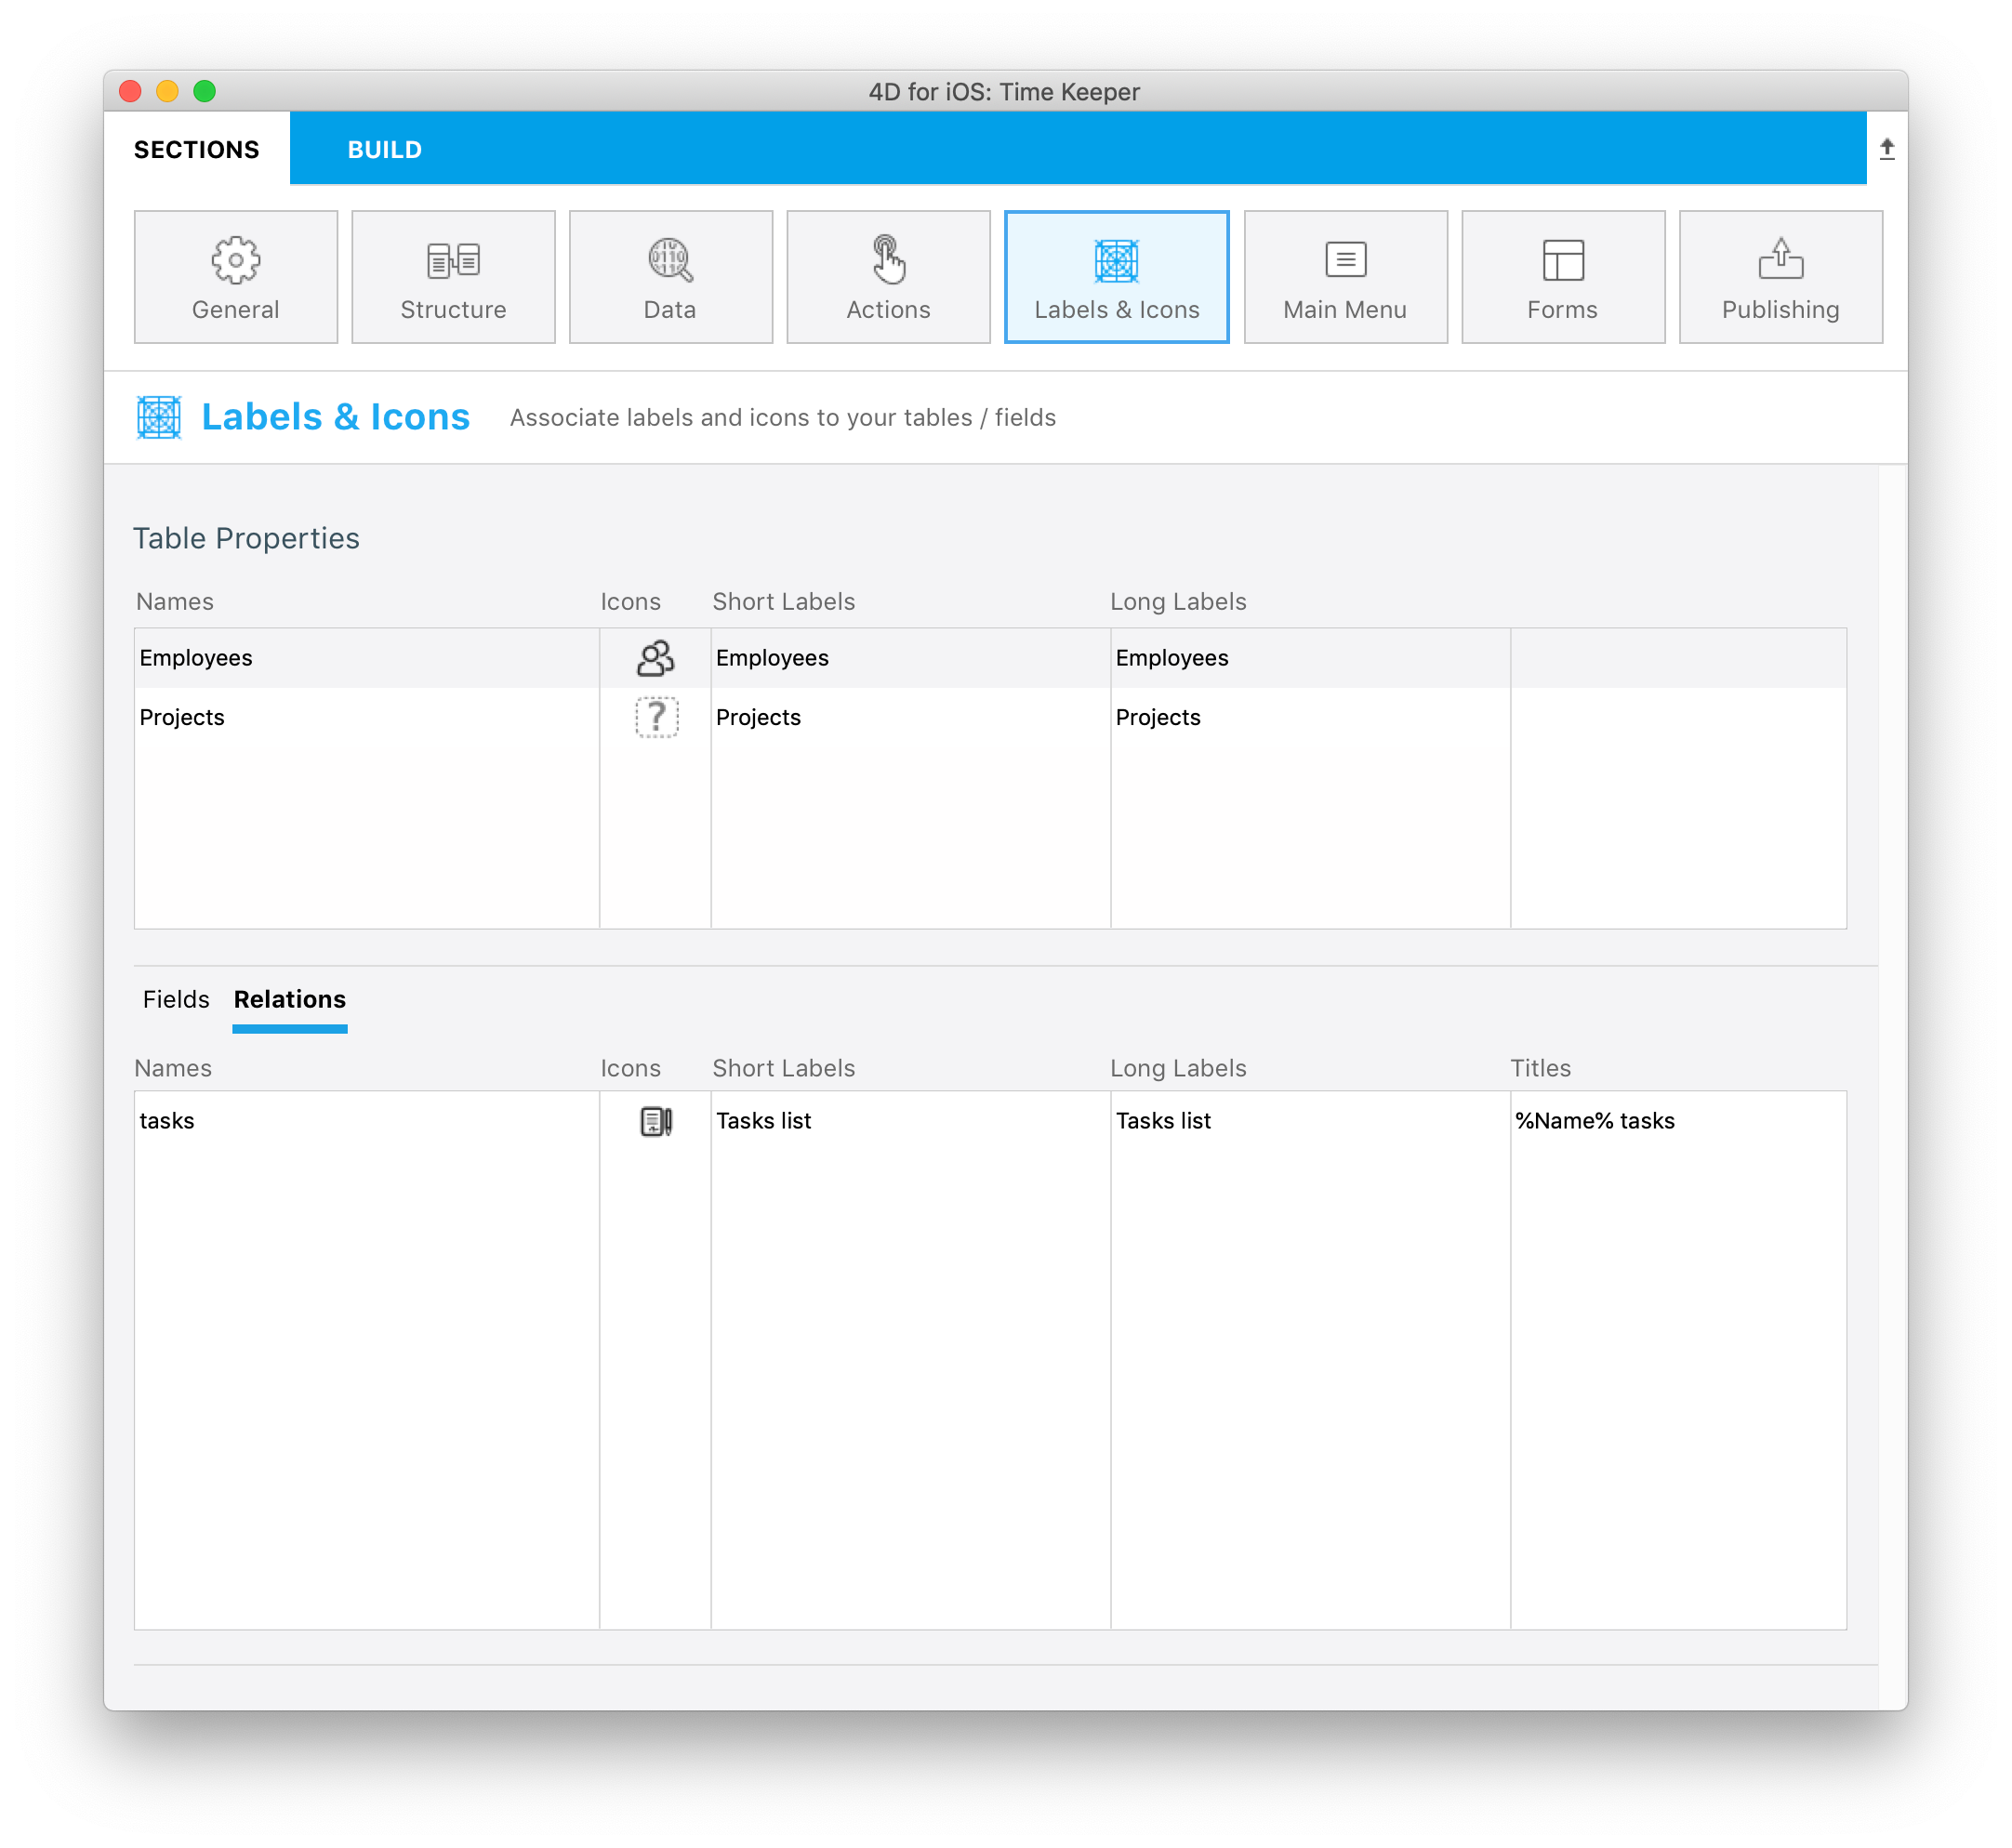 4D for iOS: Time Keeper
SECTIONS BUILD
General Structure Data Actions Labels & Icons Main Menu Forms Publishing
Labels & Icons Associate labels and icons to your tables / fields
Table Properties
Names Icons Short Labels Long Labels
Employees Employees Employees
Projects ? Projects Projects
Fields Relations
Names Icons Short Labels Long Labels Titles
tasks Tasks list Tasks list %Name% tasks